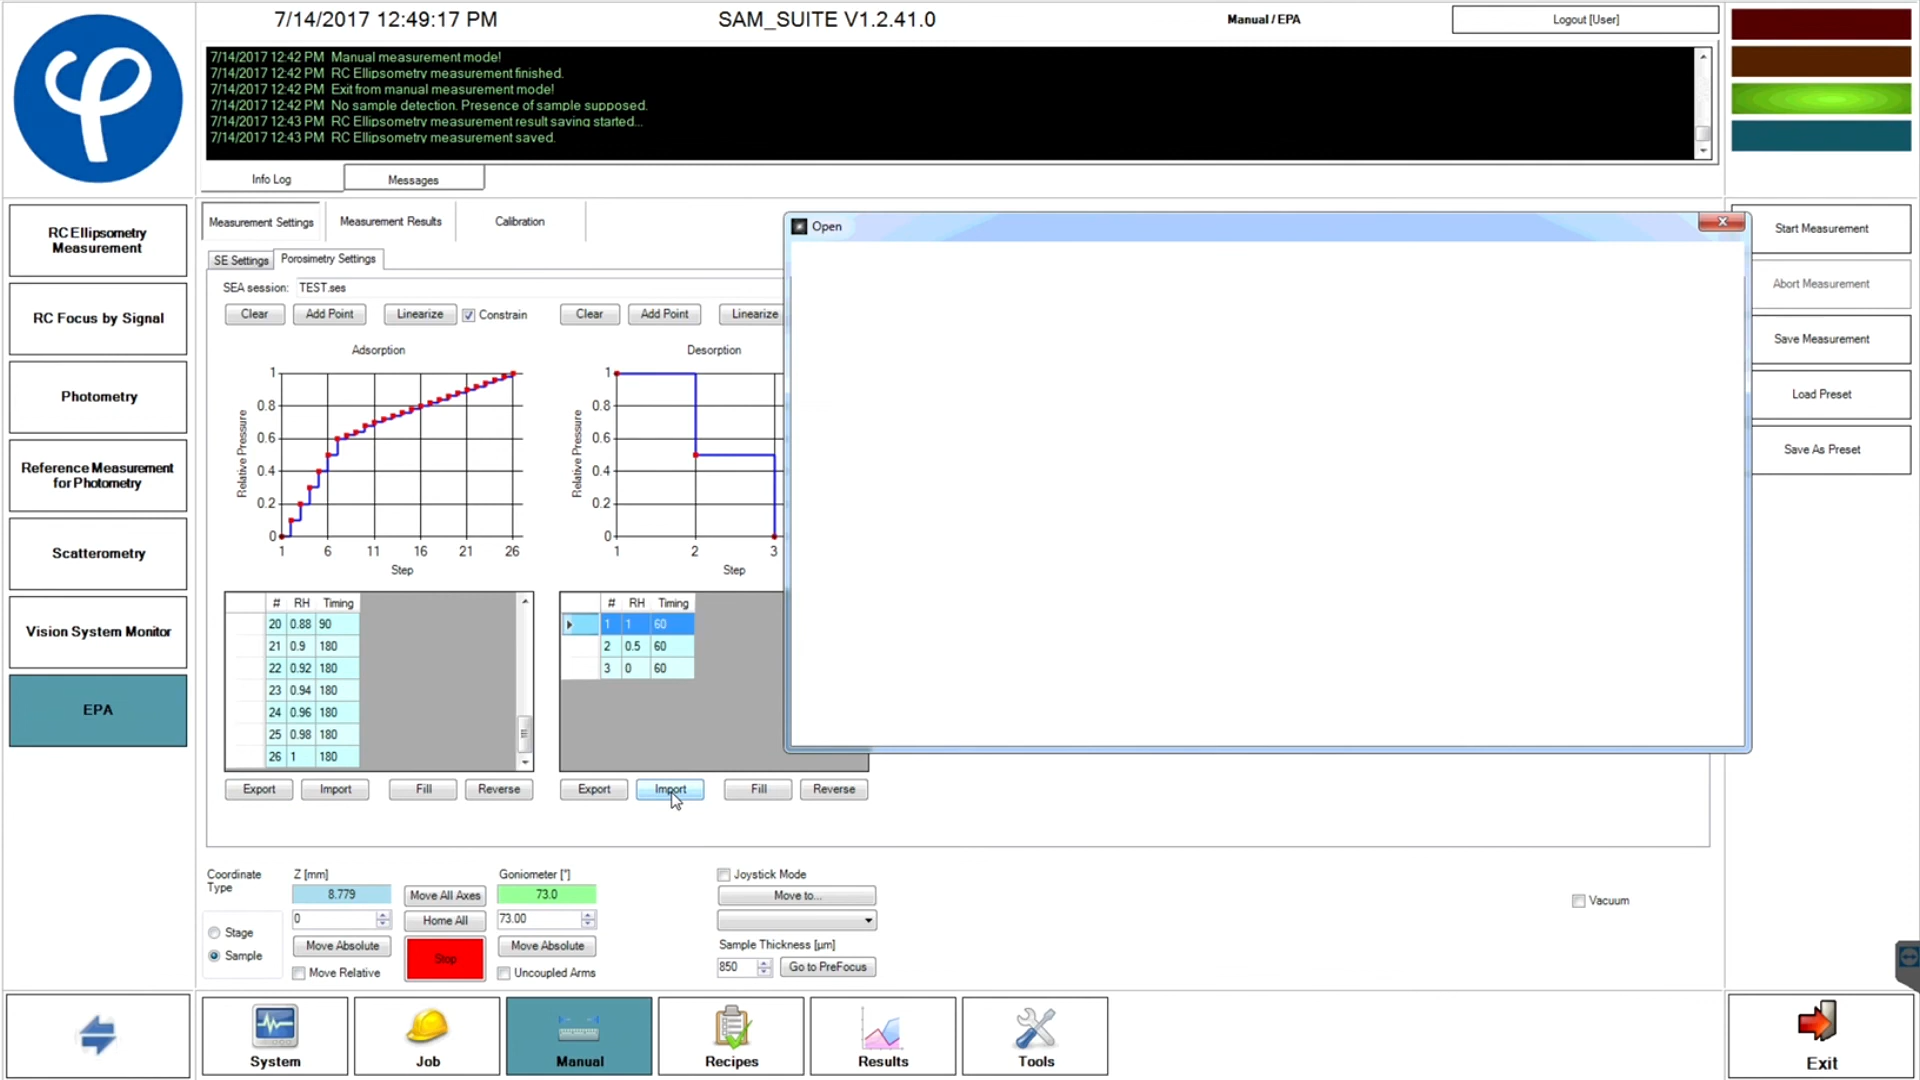 7/14/2017 12:49:17 PM
SAM_SUITE V1.2.41.0
Manual / EPA
Logout [User]
7/14/2017 12:42 PM Manual measurement mode!
7/14/2017 12:42 PM RC Ellipsometry measurement finished.
7/14/2017 12:42 PM Exit from manual measurement mode!
7/14/2017 12:42 PM No sample detection. Presence of sample supposed.
7/14/2017 12:43 PM RC Ellipsometry measurement result saving started...
7/14/2017 12:43 PM RC Ellipsometry measurement saved.
Info Log
Messages
RC Ellipsometry
Measurement
RC Focus by Signal
Photometry
Reference Measurement
for Photometry
Scatterometry
Vision System Monitor
EPA
Measurement Settings
Measurement Results
Calibration
SE Settings
Porosimetry Settings
SEA session: TEST.ses
Clear
Add Point
Linearize
Constrain
Clear
Add Point
Linearize
Adsorption
Relative Pressure
1
0.8
0.6
0.4
0.2
0
1 6 11 16 21 26
Step
Desorption
Relative Pressure
1
0.8
0.6
0.4
0.2
0
1 2 3
Step
# RH Timing
20 0.88 90
21 0.9 180
22 0.92 180
23 0.94 180
24 0.96 180
25 0.98 180
26 1 180
# RH Timing
1 1 60
2 0.5 60
3 0 60
Export
Import
Fill
Reverse
Export
Import
Fill
Reverse
Open
Start Measurement
Abort Measurement
Save Measurement
Load Preset
Save As Preset
Coordinate
Type
Stage
Sample
Z [mm]
8.779
0
Move Absolute
Move Relative
Move All Axes
Home All
Stop
Goniometer [°]
73.0
73.00
Move Absolute
Uncoupled Arms
Joystick Mode
Move to...
Sample Thickness [µm]
850
Go to PreFocus
Vacuum
System
Job
Manual
Recipes
Results
Tools
Exit